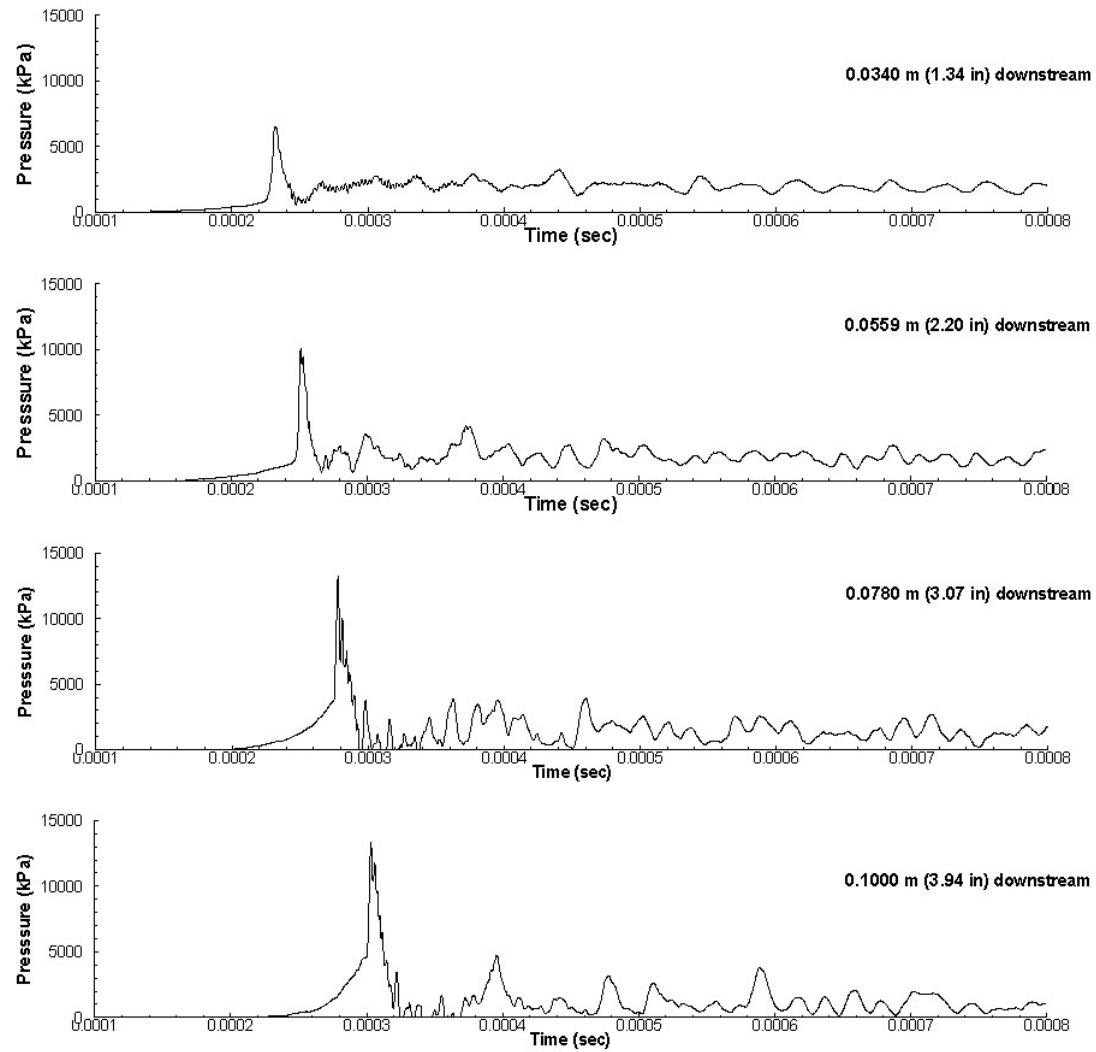 15000
10000
5000
0
Pressure (kPa)
0.0340 m (1.34 in) downstream
0.0001 0.0002 0.0003 0.0004 0.0005 0.0006 0.0007 0.0008
Time (sec)
15000
10000
5000
0
Presssure (kPa)
0.0559 m (2.20 in) downstream
0.0001 0.0002 0.0003 0.0004 0.0005 0.0006 0.0007 0.0008
Time (sec)
15000
10000
5000
0
Presssure (kPa)
0.0780 m (3.07 in) downstream
0.0001 0.0002 0.0003 0.0004 0.0005 0.0006 0.0007 0.0008
Time (sec)
15000
10000
5000
0
Presssure (kPa)
0.1000 m (3.94 in) downstream
0.0001 0.0002 0.0003 0.0004 0.0005 0.0006 0.0007 0.0008
Time (sec)